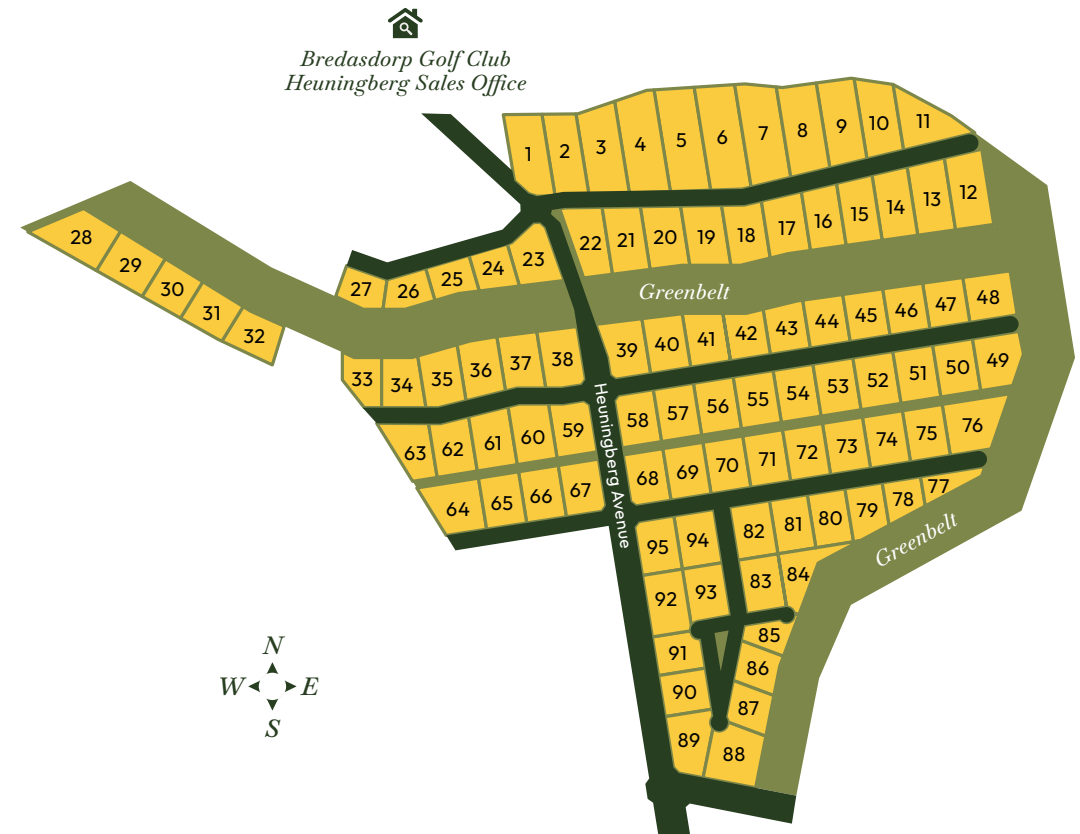 Bredasdorp Golf Club
Heuningberg Sales Office
1 2 3 4 5 6 7 8 9 10 11
22 21 20 19 18 17 16 15 14 13 12
28 29 30 31 32
27 26 25 24 23
Greenbelt
39 40 41 42 43 44 45 46 47 48
33 34 35 36 37 38
58 57 56 55 54 53 52 51 50 49
63 62 61 60 59
Heuningberg Avenue
68 69 70 71 72 73 74 75 76
64 65 66 67
95 94 82 81 80 79 78 77
Greenbelt
92 93 83 84
91 85
90 86
89 87
88
N
W E
S